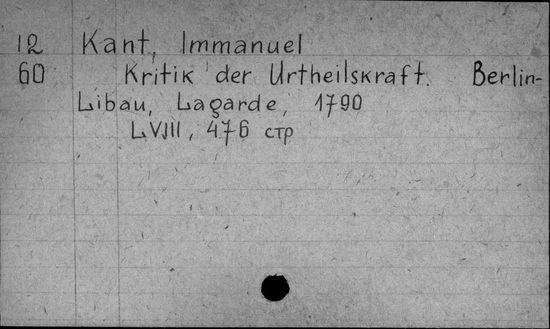 12 Kant, Immanuel
60 Kritik der Urtheilskraft. Berlin-
Libau, Lagarde, 1790
LVIII, 476 стр